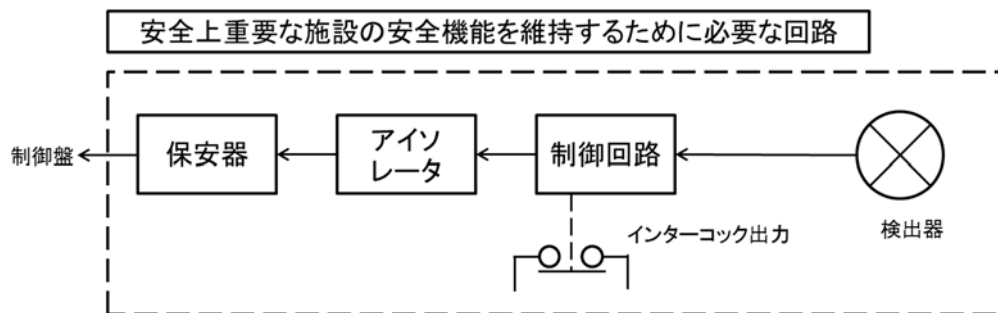 安全上重要な施設の安全機能を維持するために必要な回路
制御盤
保安器
アイソ
レータ
制御回路
インターコック出力
検出器